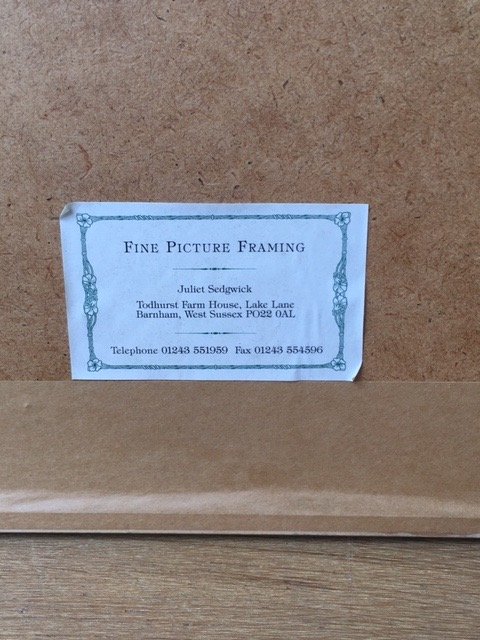 Fine Picture Framing
Juliet Sedgwick
Todhurst Farm House, Lake Lane
Barnham, West Sussex PO22 0AL
Telephone 01243 551959 Fax 01243 554596